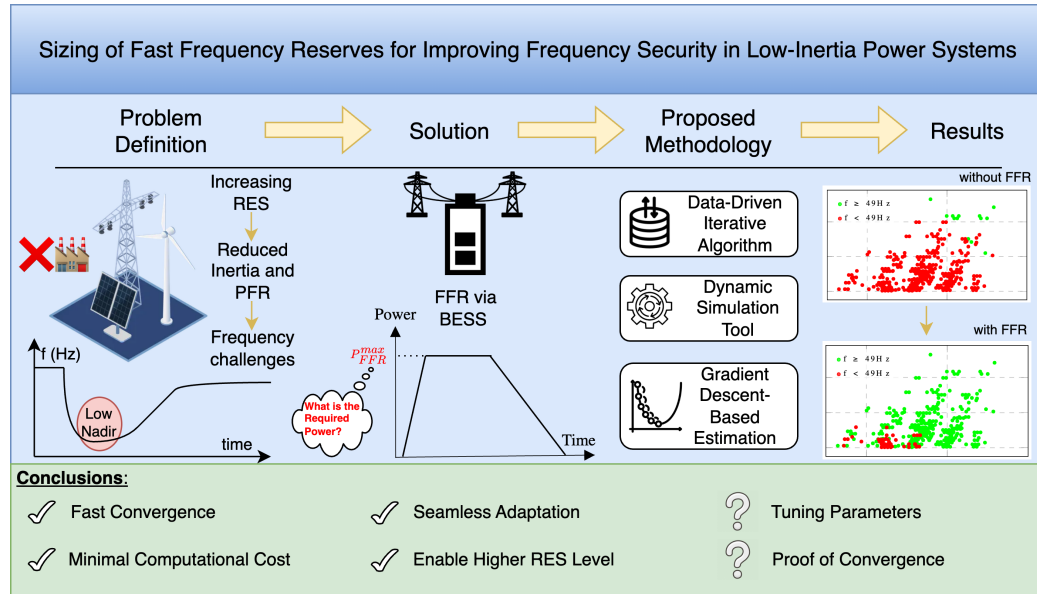 Sizing of Fast Frequency Reserves for Improving Frequency Security in Low-Inertia Power Systems
Problem
Definition
Solution
Proposed
Methodology
Results
Increasing
RES
Reduced
Inertia and
PFR
Frequency
challenges
f (Hz)
Low
Nadir
time
FFR via
BESS
Power
P_{FFR}^{max}
What is the
Required
Power?
Time
Data-Driven
Iterative
Algorithm
Dynamic
Simulation
Tool
Gradient
Descent-
Based
Estimation
without FFR
f ≥ 49Hz
f < 49Hz
with FFR
f ≥ 49Hz
f < 49Hz
Conclusions:
Fast Convergence
Seamless Adaptation
Tuning Parameters
Minimal Computational Cost
Enable Higher RES Level
Proof of Convergence